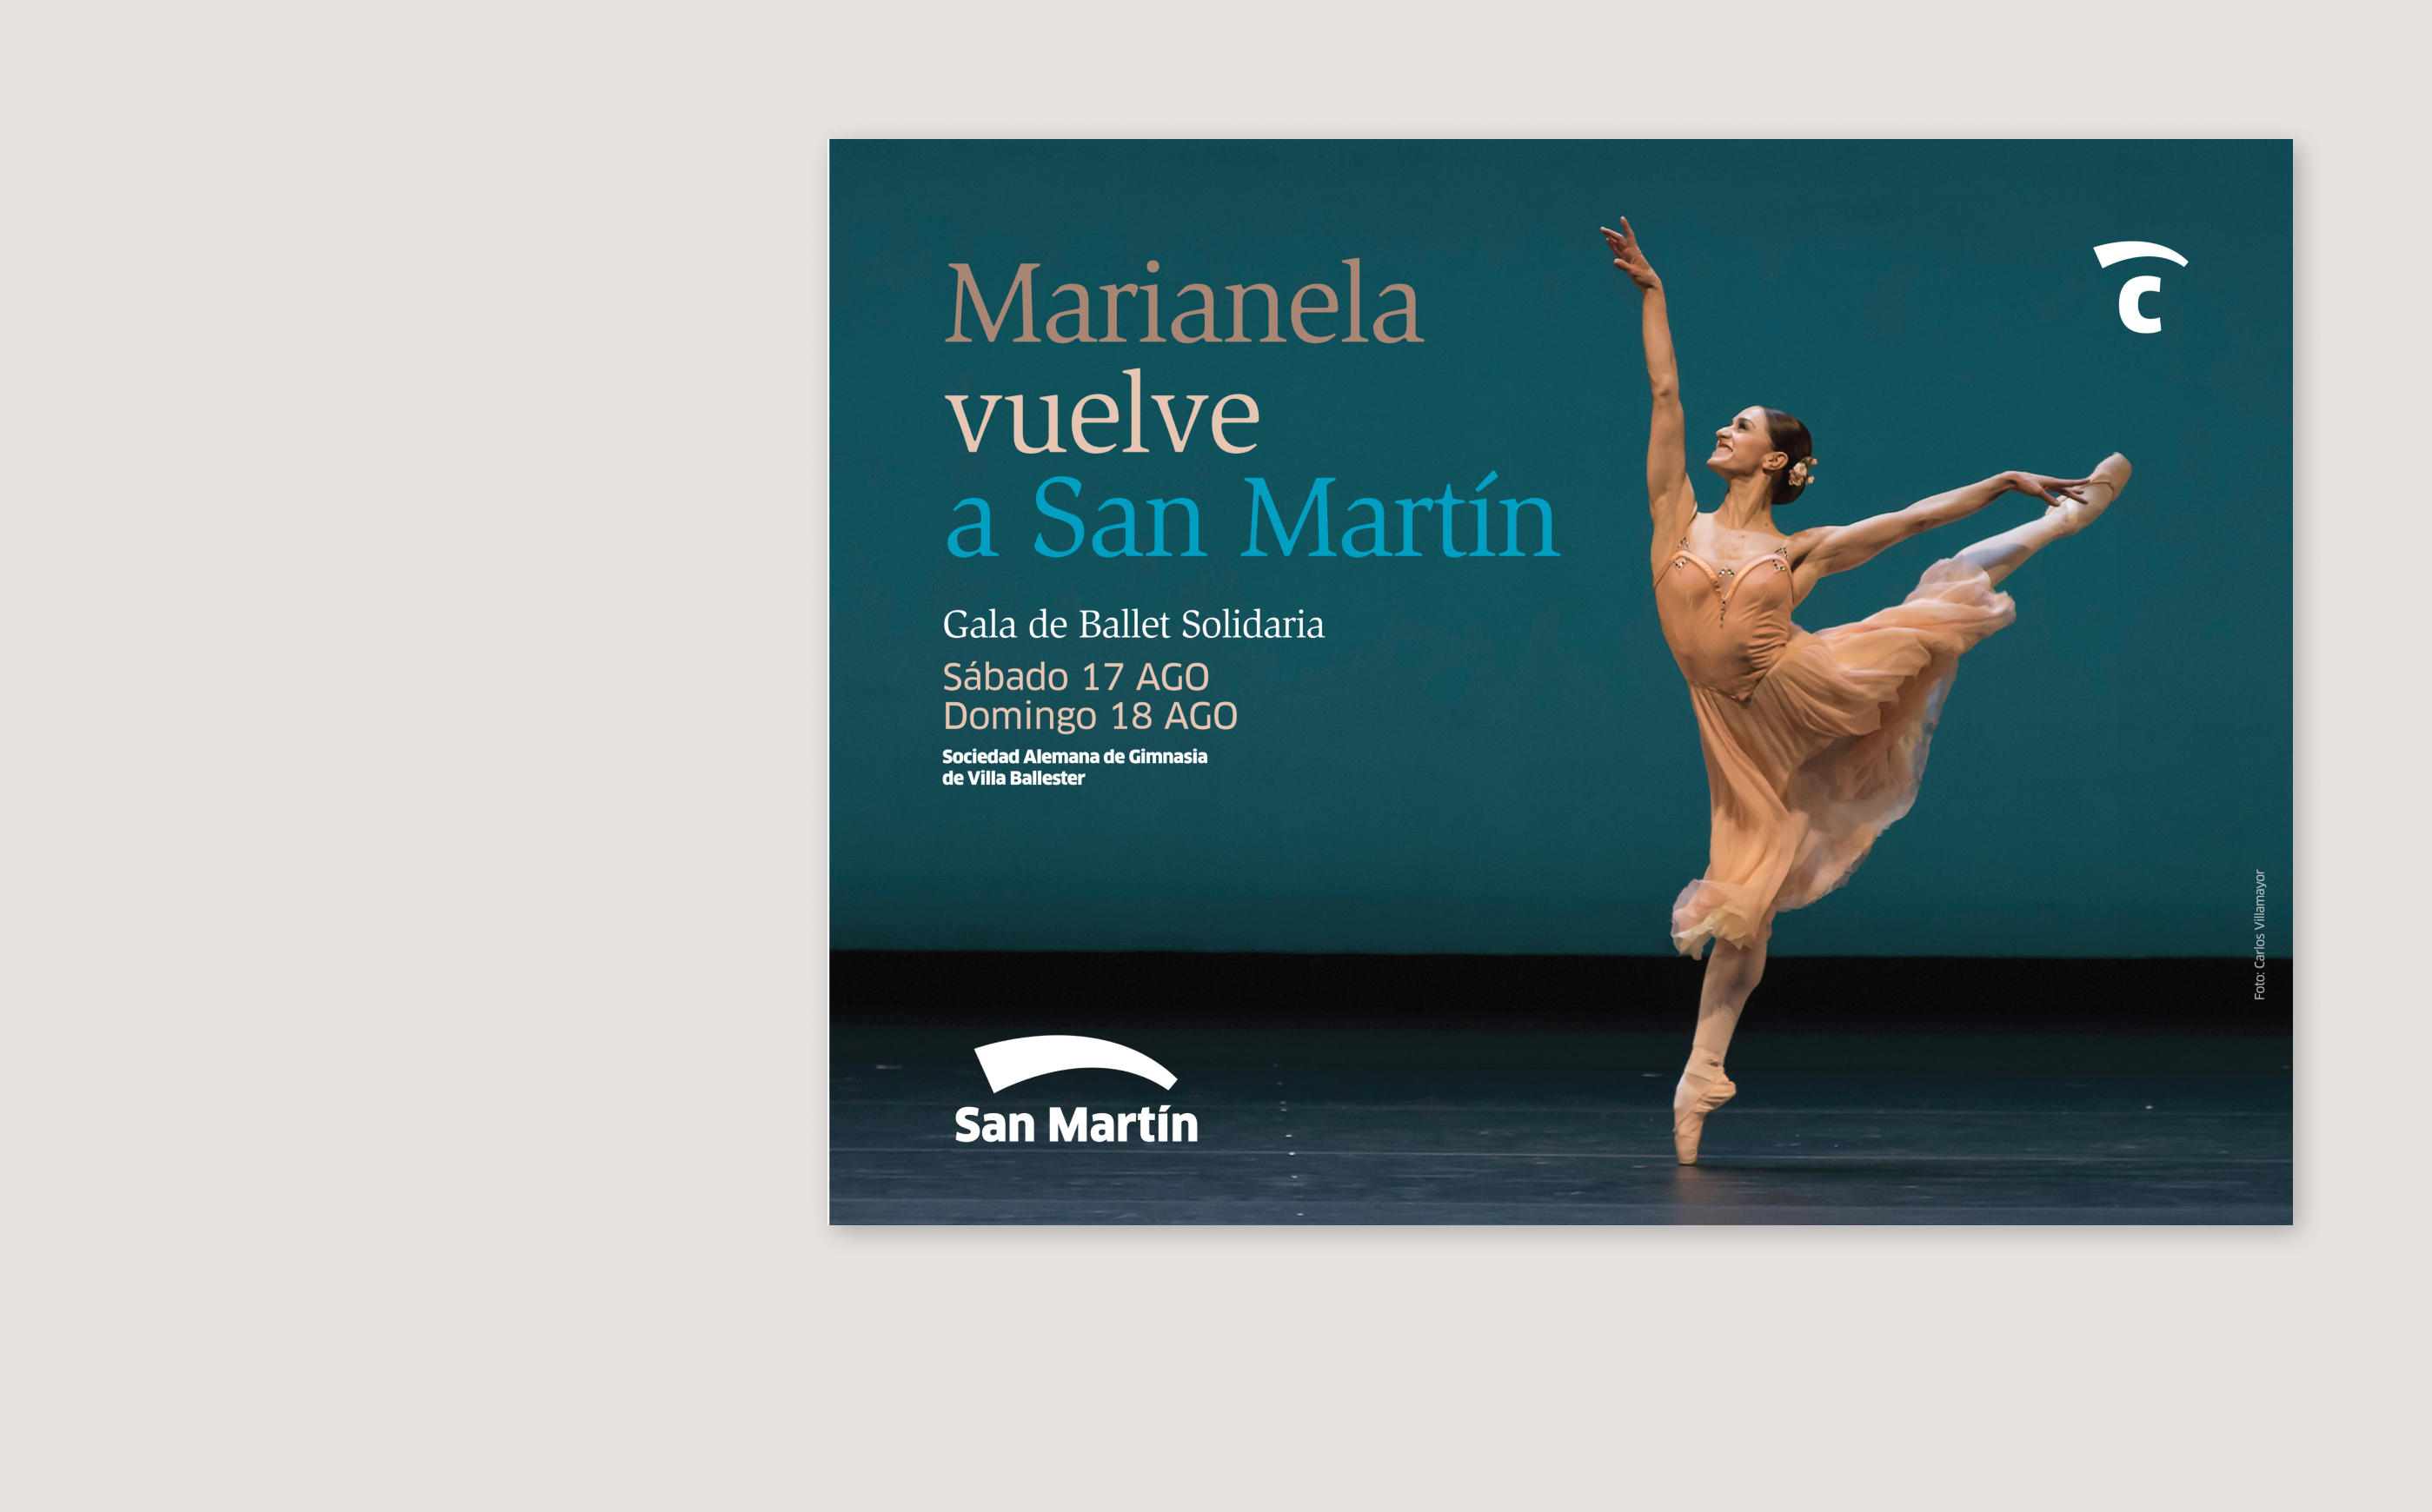 Marianela
vuelve
a San Martín
Gala de Ballet Solidaria
Sábado 17 AGO
Domingo 18 AGO
Sociedad Alemana de Gimnasia
de Villa Ballester
San Martín
c
Foto: Carlos Villamayor